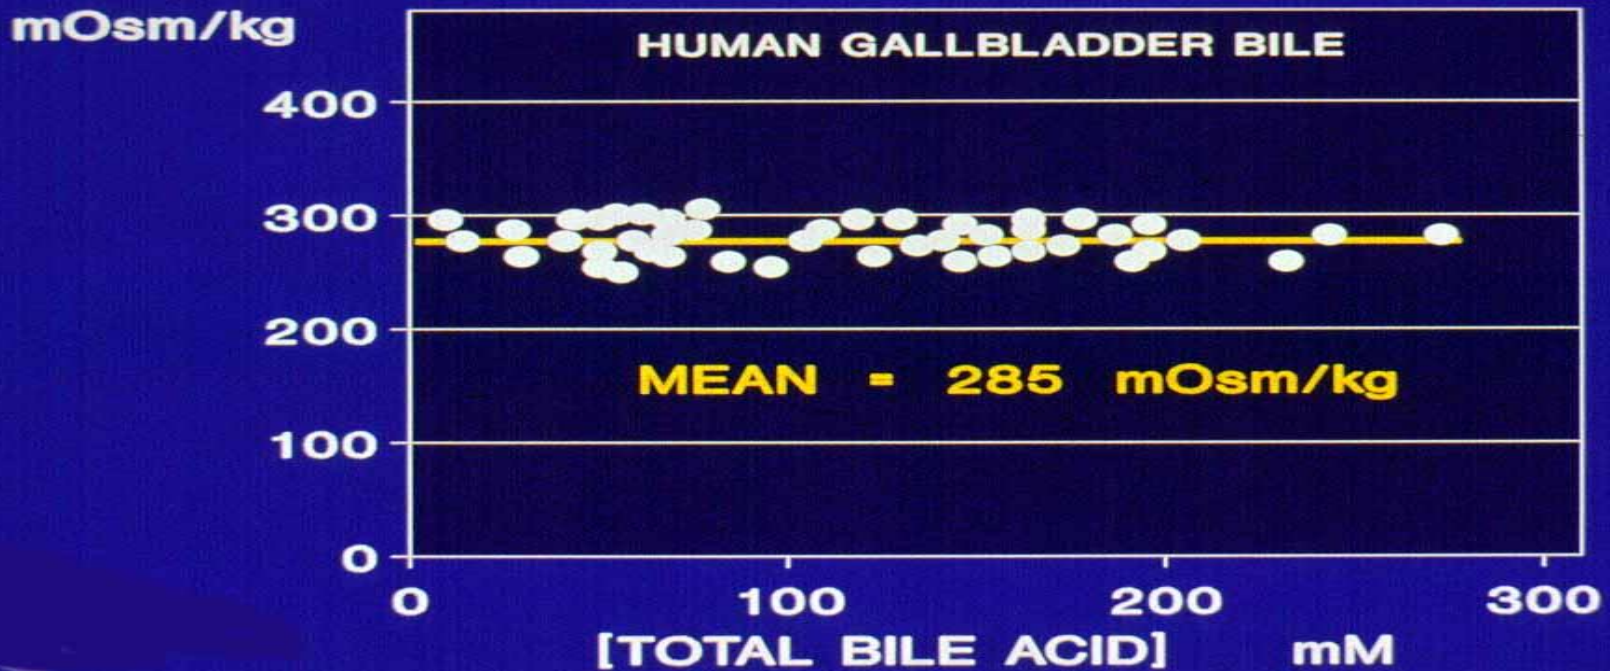 mOsm/kg
HUMAN GALLBLADDER BILE
400
300
200
MEAN = 285 mOsm/kg
100
0
0 100 200 300
[TOTAL BILE ACID] mM